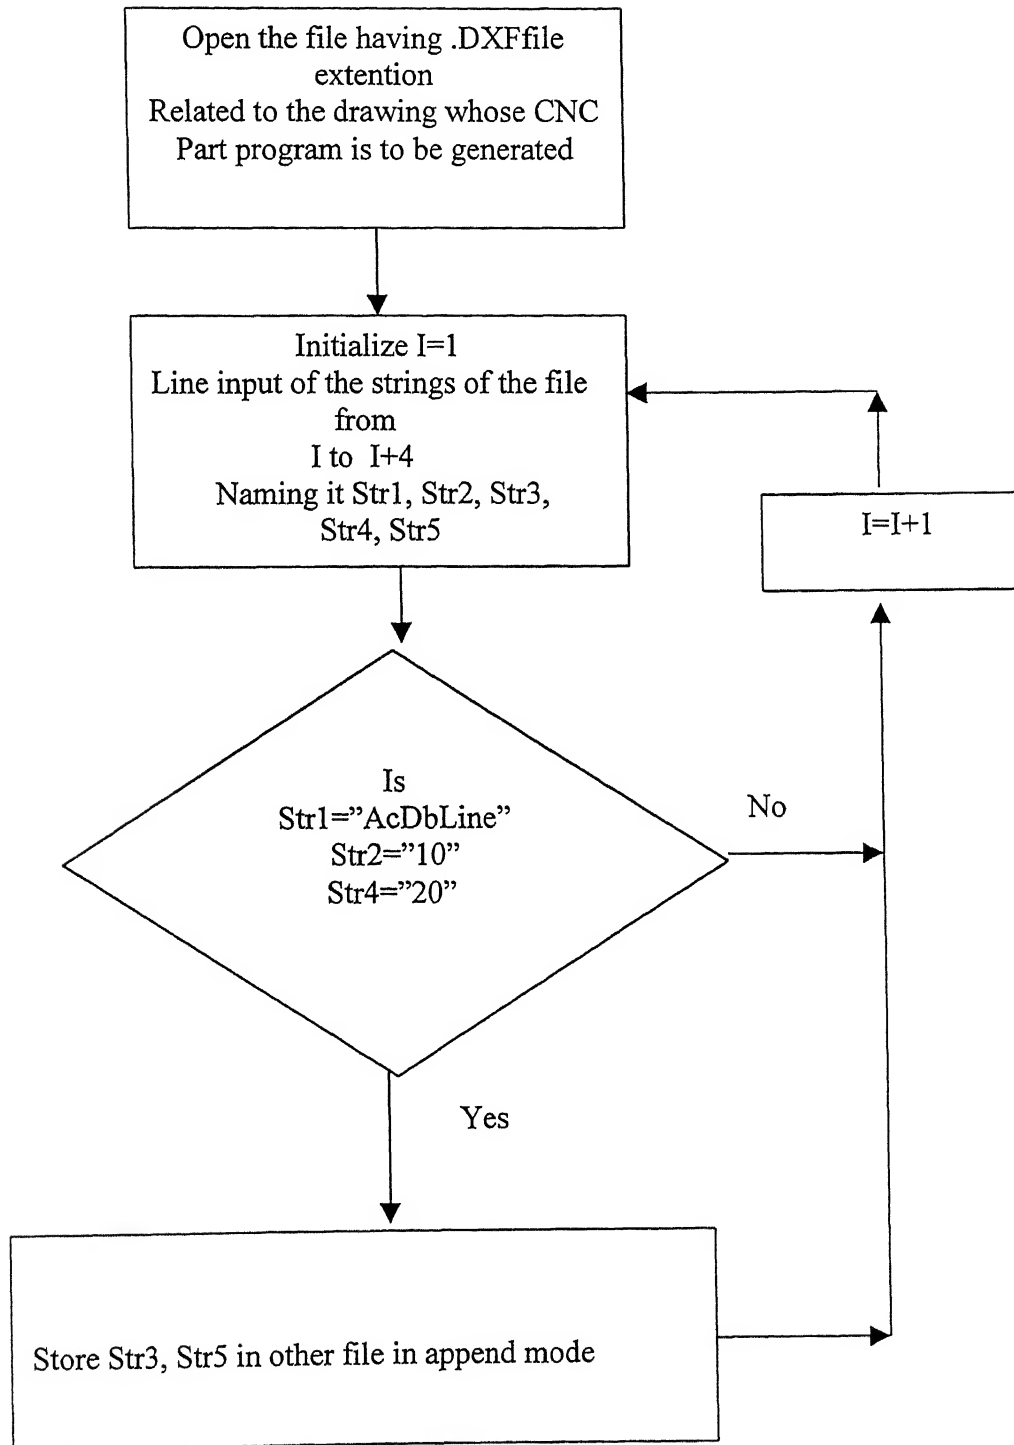 Open the file having .DXFfile
extention
Related to the drawing whose CNC
Part program is to be generated
Initialize I=1
Line input of the strings of the file
from
I to I+4
Naming it Str1, Str2, Str3,
Str4, Str5
I=I+1
Is
Str1=”AcDbLine”
Str2=”10”
Str4=”20”
No
Yes
Store Str3, Str5 in other file in append mode